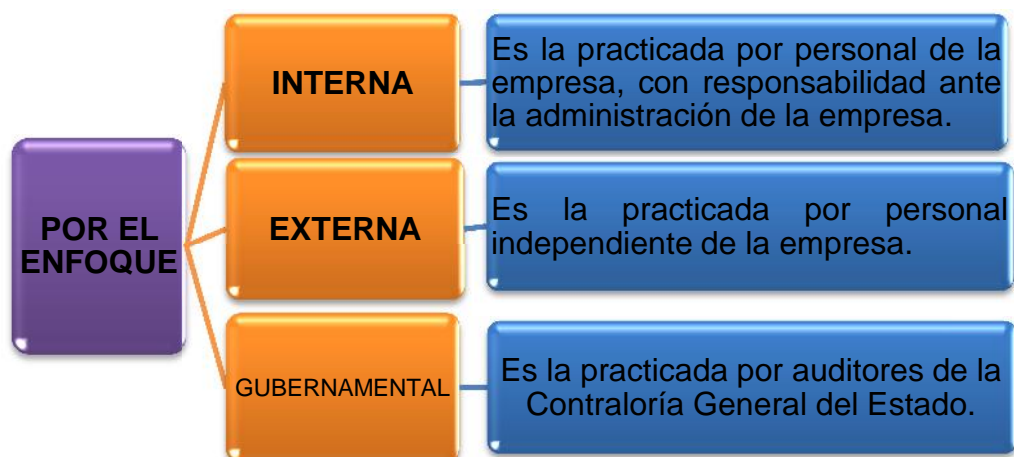 POR EL
ENFOQUE
INTERNA
Es la practicada por personal de la
empresa, con responsabilidad ante
la administración de la empresa.
EXTERNA
Es la practicada por personal
independiente de la empresa.
GUBERNAMENTAL
Es la practicada por auditores de la
Contraloría General del Estado.